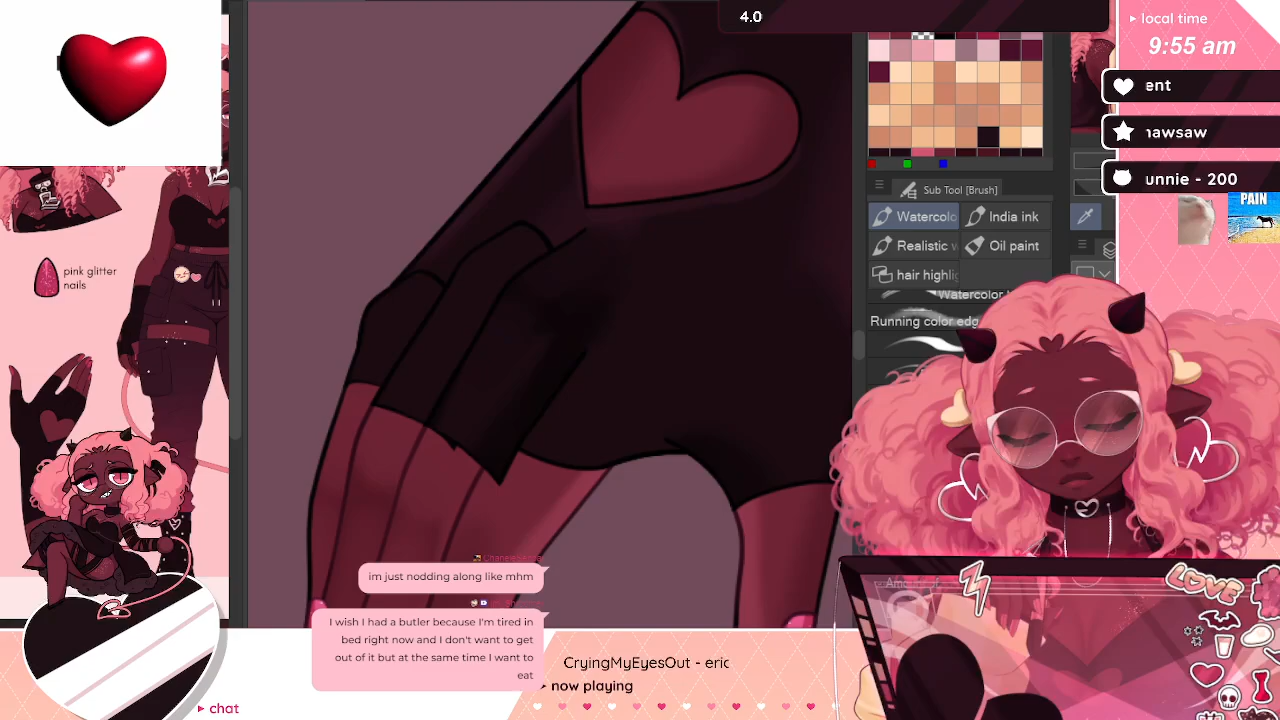 4.0
local time
9:55 am
ent
nawsaw
unnie - 200
PAIN
pink glitter
nails
Sub Tool [Brush]
Watercolo
India ink
Realistic w
Oil paint
hair highlig
Watercolor
Running color edg
im just nodding along like mhm
I wish I had a butler because I'm tired in
bed right now and I don't want to get
out of it but at the same time I want to
eat
Amount of
LOVE
CryingMyEyesOut - eric
now playing
chat